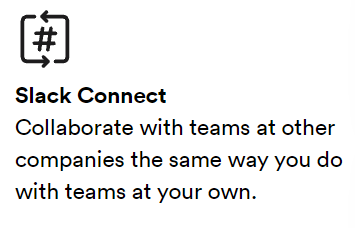 #
Slack Connect
Collaborate with teams at other
companies the same way you do
with teams at your own.